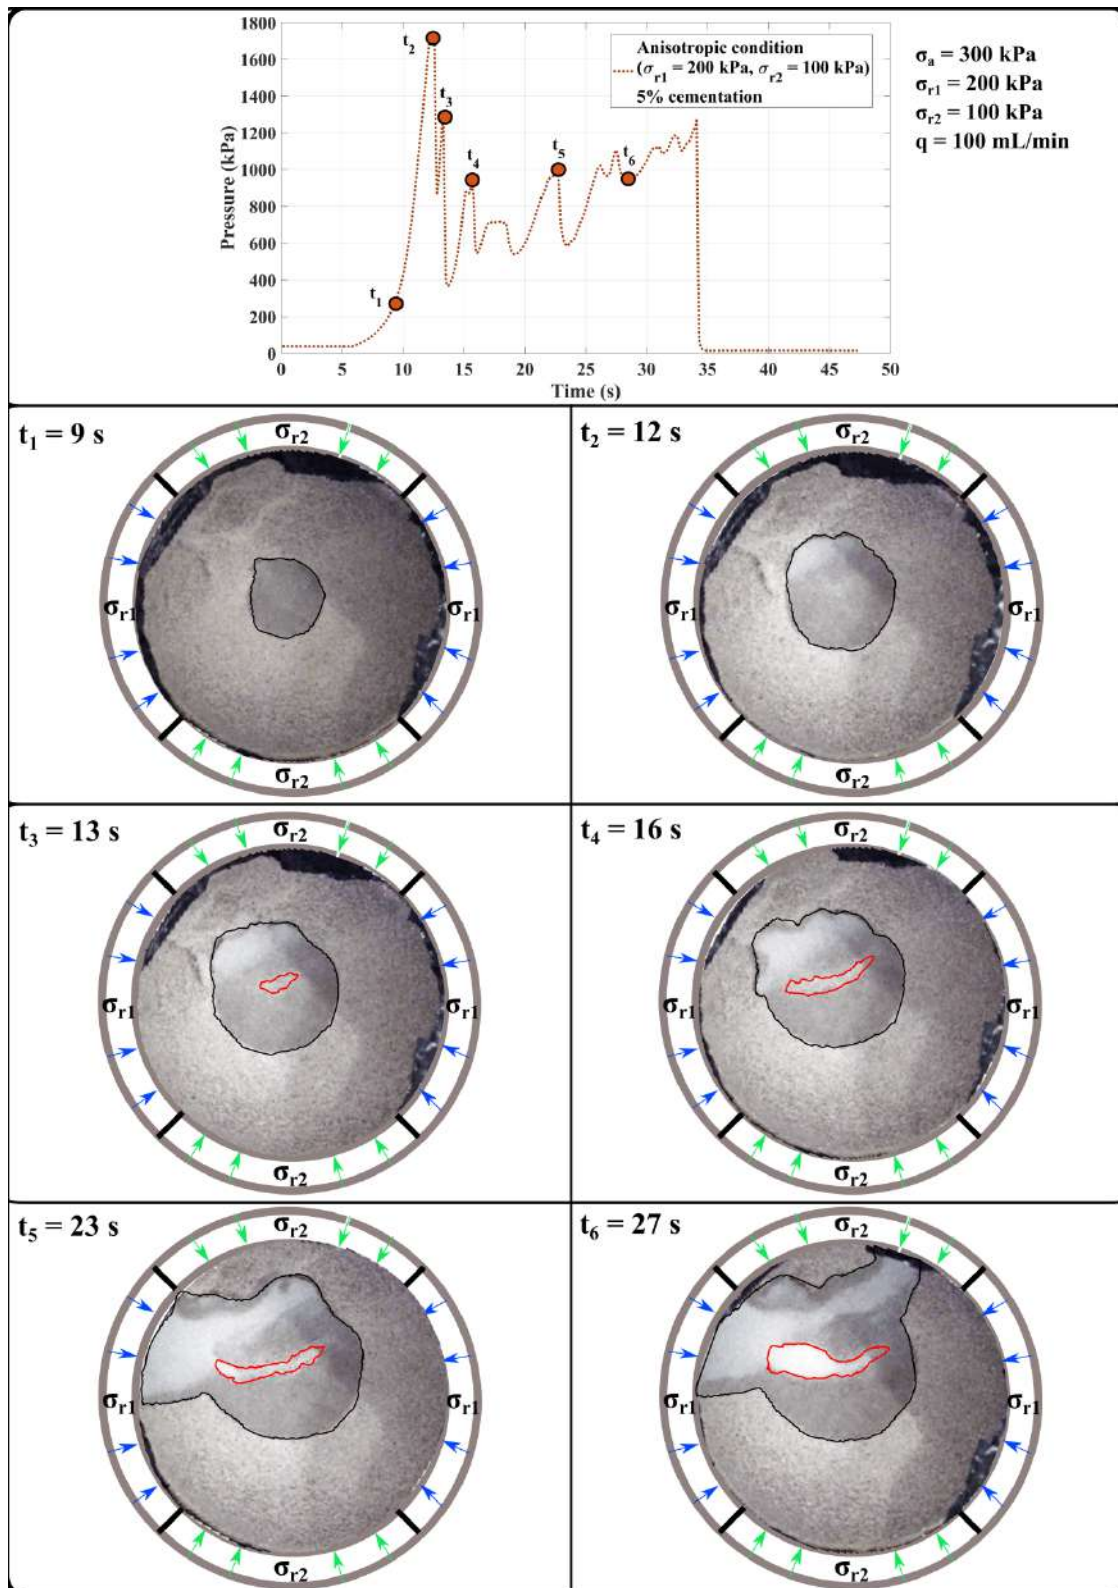 1800
1600
1400
1200
1000
800
600
400
200
0
Pressure (kPa)
t₁
t₂
t₃
t₄
t₅
t₆
Anisotropic condition
(σr1 = 200 kPa, σr2 = 100 kPa)
5% cementation
0 5 10 15 20 25 30 35 40 45 50
Time (s)
σa = 300 kPa
σr1 = 200 kPa
σr2 = 100 kPa
q = 100 mL/min
t₁ = 9 s
σr2
σr1
σr1
σr2
t₂ = 12 s
σr2
σr1
σr1
σr2
t₃ = 13 s
σr2
σr1
σr1
σr2
t₄ = 16 s
σr2
σr1
σr1
σr2
t₅ = 23 s
σr2
σr1
σr1
σr2
t₆ = 27 s
σr2
σr1
σr1
σr2